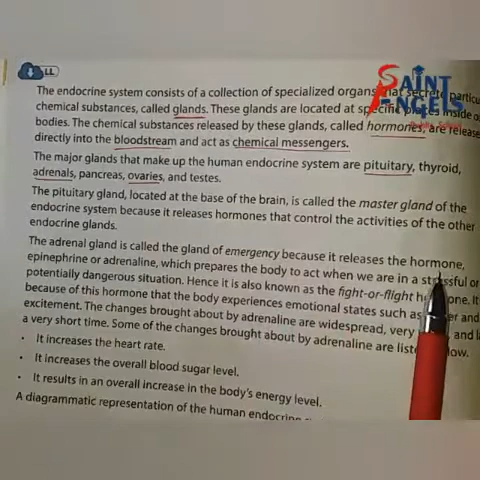 LL
SAINT ANGELS
The endocrine system consists of a collection of specialized organs that secrete
chemical substances, called glands. These glands are located at specific places inside
bodies. The chemical substances released by these glands, called hormones, are
directly into the bloodstream and act as chemical messengers.
The major glands that make up the human endocrine system are pituitary, thyroid,
adrenals, pancreas, ovaries, and testes.
The pituitary gland, located at the base of the brain, is called the master gland of the
endocrine system because it releases hormones that control the activities of the other
endocrine glands.
The adrenal gland is called the gland of emergency because it releases the hormone,
epinephrine or adrenaline, which prepares the body to act when we are in a stressful or
potentially dangerous situation. Hence it is also known as the fight-or-flight It
because of this hormone that the body experiences emotional states such as and
excitement. The changes brought about by adrenaline are widespread, very and
a very short time. Some of the changes brought about by adrenaline are
· It increases the heart rate.
· It increases the overall blood sugar level.
· It results in an overall increase in the body's energy level.
A diagrammatic representation of the human